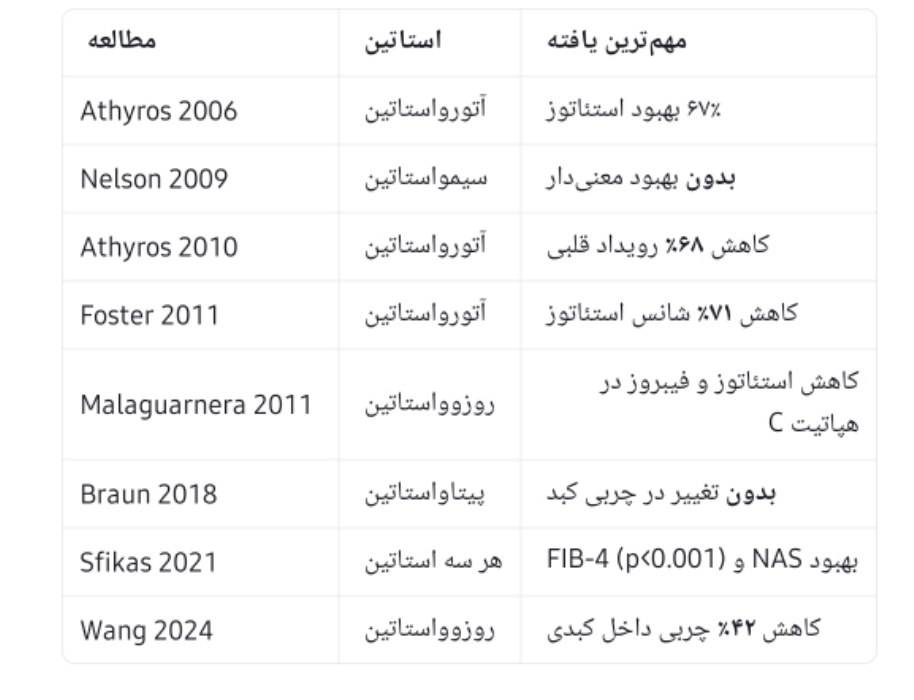 مطالعه استاتین مهم‌ترین یافته
Athyros 2006 آتورواستاتین ۶۷٪ بهبود استئاتوز
Nelson 2009 سیمواستاتین بدون بهبود معنی‌دار
Athyros 2010 آتورواستاتین کاهش ۶۸٪ رویداد قلبی
Foster 2011 آتورواستاتین کاهش ۷۱٪ شانس استئاتوز
Malaguarnera 2011 روزوواستاتین کاهش استئاتوز و فیبروز در
هپاتیت C
Braun 2018 پیتاواستاتین بدون تغییر در چربی کبد
Sfikas 2021 هر سه استاتین بهبود NAS و FIB-4 (p<0.001)
Wang 2024 روزوواستاتین کاهش ۴۲٪ چربی داخل کبدی